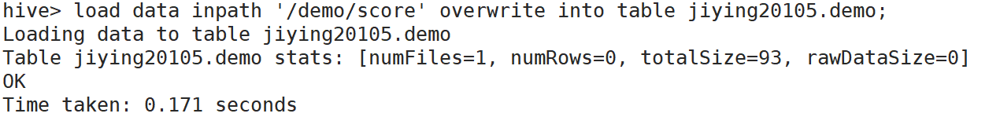 hive> load data inpath '/demo/score' overwrite into table jiying20105.demo;
Loading data to table jiying20105.demo
Table jiying20105.demo stats: [numFiles=1, numRows=0, totalSize=93, rawDataSize=0]
OK
Time taken: 0.171 seconds